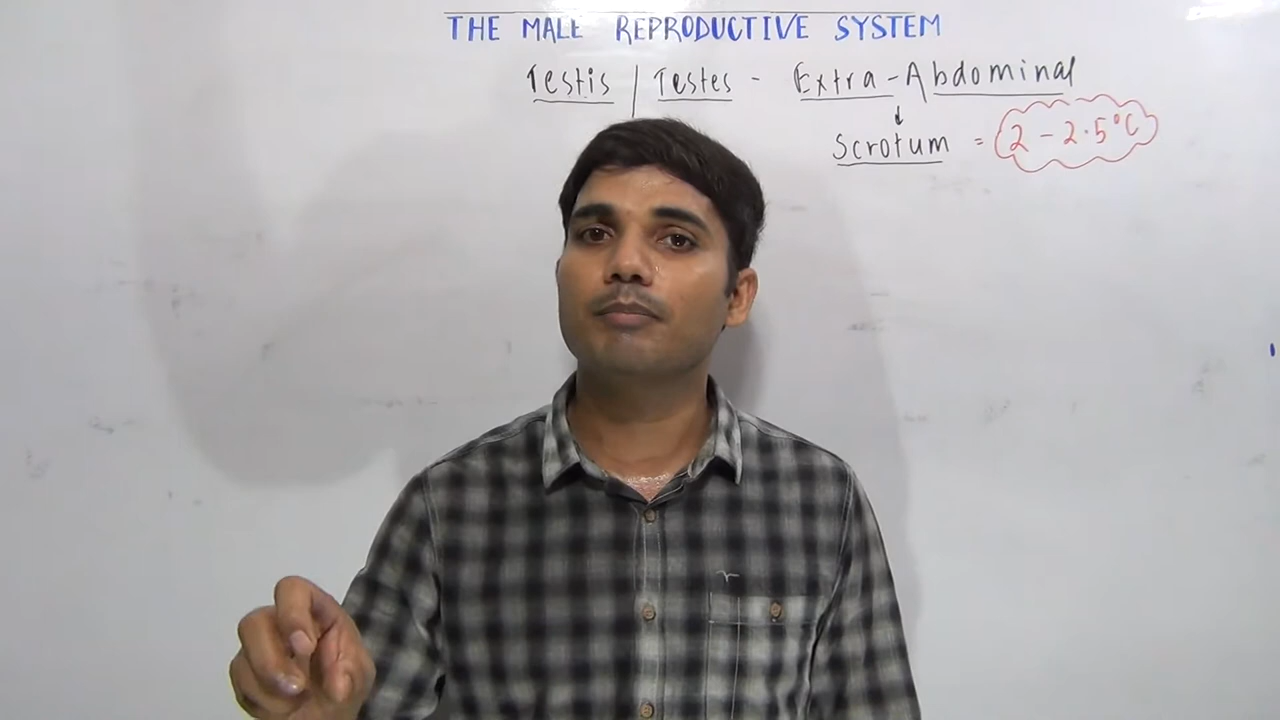 THE MALE REPRODUCTIVE SYSTEM
Testis / Testes - Extra-Abdominal
↓
Scrotum = 2 - 2.5°C